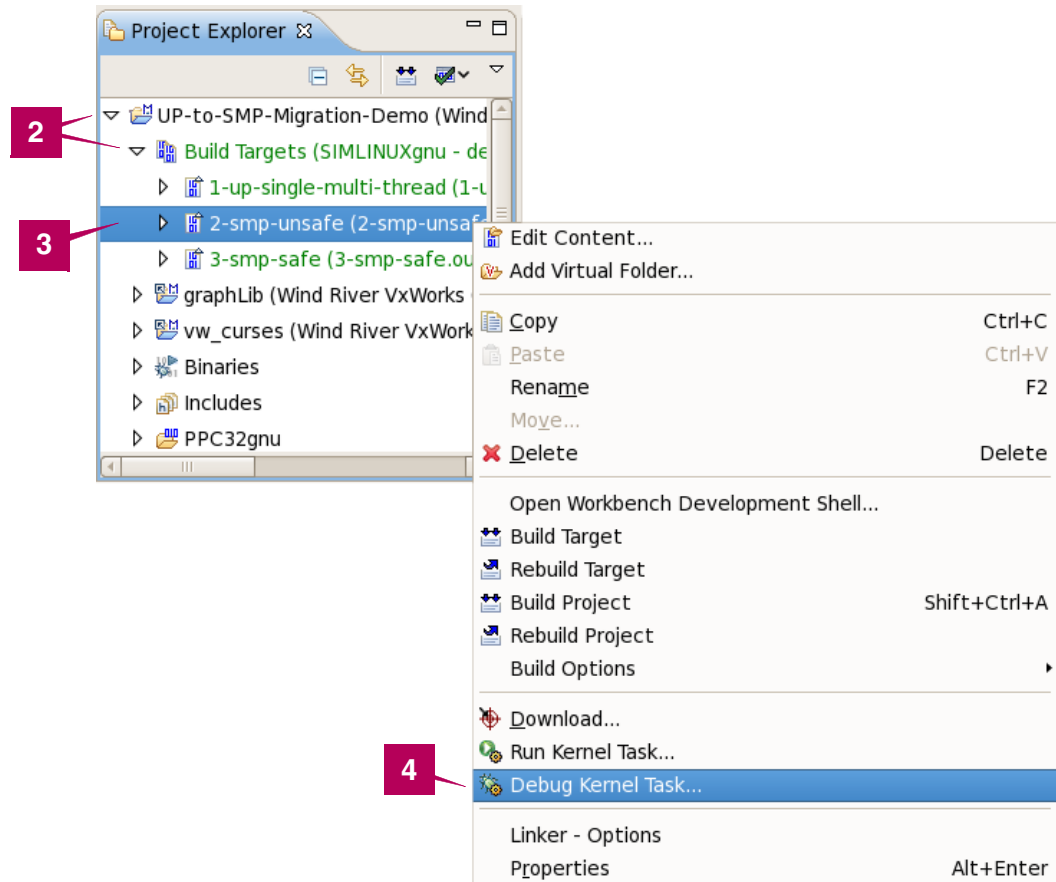 Project Explorer
2
UP-to-SMP-Migration-Demo (Wind
Build Targets (SIMLINUXgnu - de
1-up-single-multi-thread (1-u
3
2-smp-unsafe (2-smp-unsafe
3-smp-safe (3-smp-safe.ou
graphLib (Wind River VxWorks
vw_curses (Wind River VxWork
Binaries
Includes
PPC32gnu
Edit Content...
Add Virtual Folder...
Copy Ctrl+C
Paste Ctrl+V
Rename F2
Move...
Delete Delete
Open Workbench Development Shell...
Build Target
Rebuild Target
Build Project Shift+Ctrl+A
Rebuild Project
Build Options
Download...
Run Kernel Task...
4
Debug Kernel Task...
Linker - Options
Properties Alt+Enter